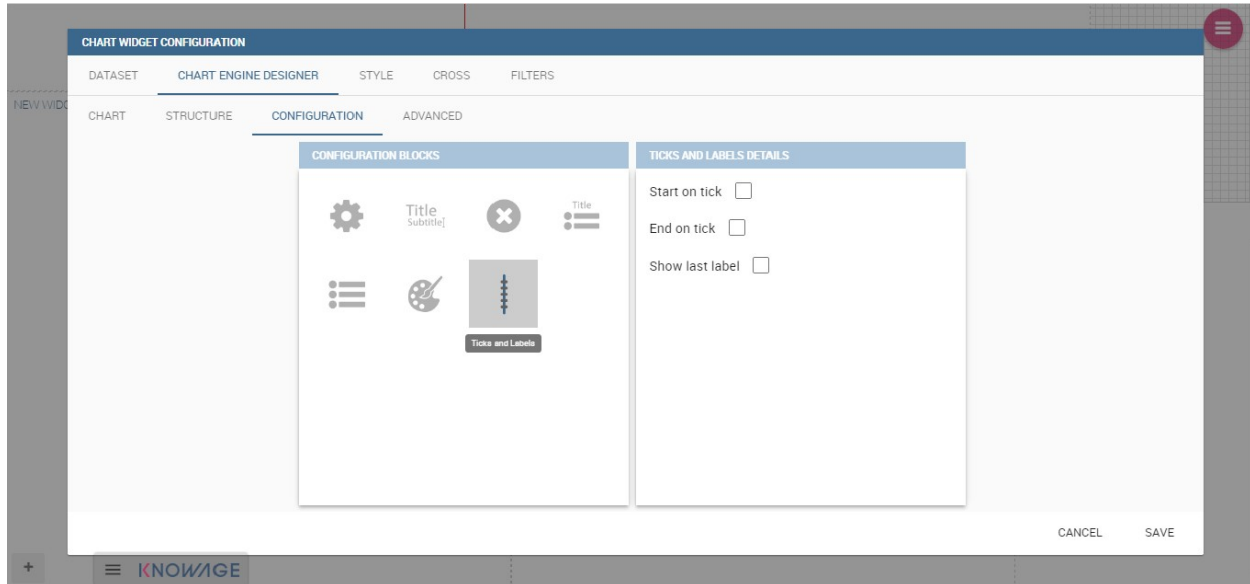 CHART WIDGET CONFIGURATION
DATASET CHART ENGINE DESIGNER STYLE CROSS FILTERS
NEW WIDG
CHART STRUCTURE CONFIGURATION ADVANCED
CONFIGURATION BLOCKS
TICKS AND LABELS DETAILS
Title
Subtitle
Title
Ticks and Labels
Start on tick
End on tick
Show last label
CANCEL SAVE
+
KNOWAGE